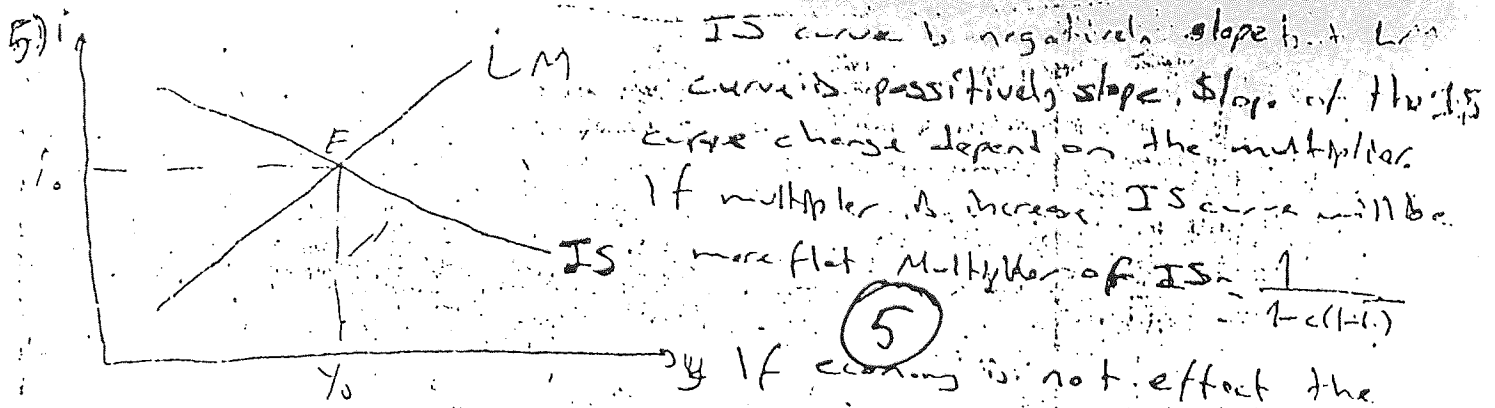 5) i
LM
E
i₀
IS
Y₀
y
IS curve is negatively slope but
curve is possitively slope. Slope of the IS
curve change depend on the multiplier.
If multipler is increase IS curve will be
more flat. Multiplier of IS = 1/(1-c(1-t))
5
If economy is not effect the